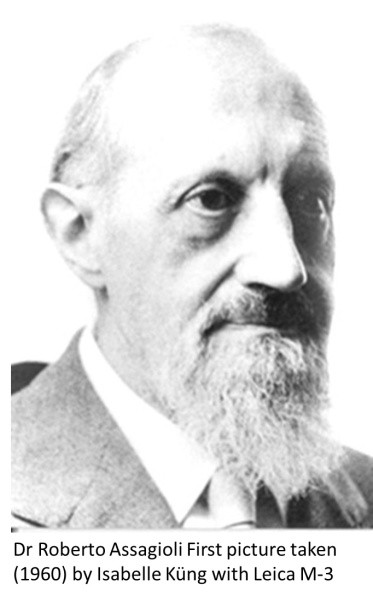 Dr Roberto Assagioli First picture taken
(1960) by Isabelle Küng with Leica M-3